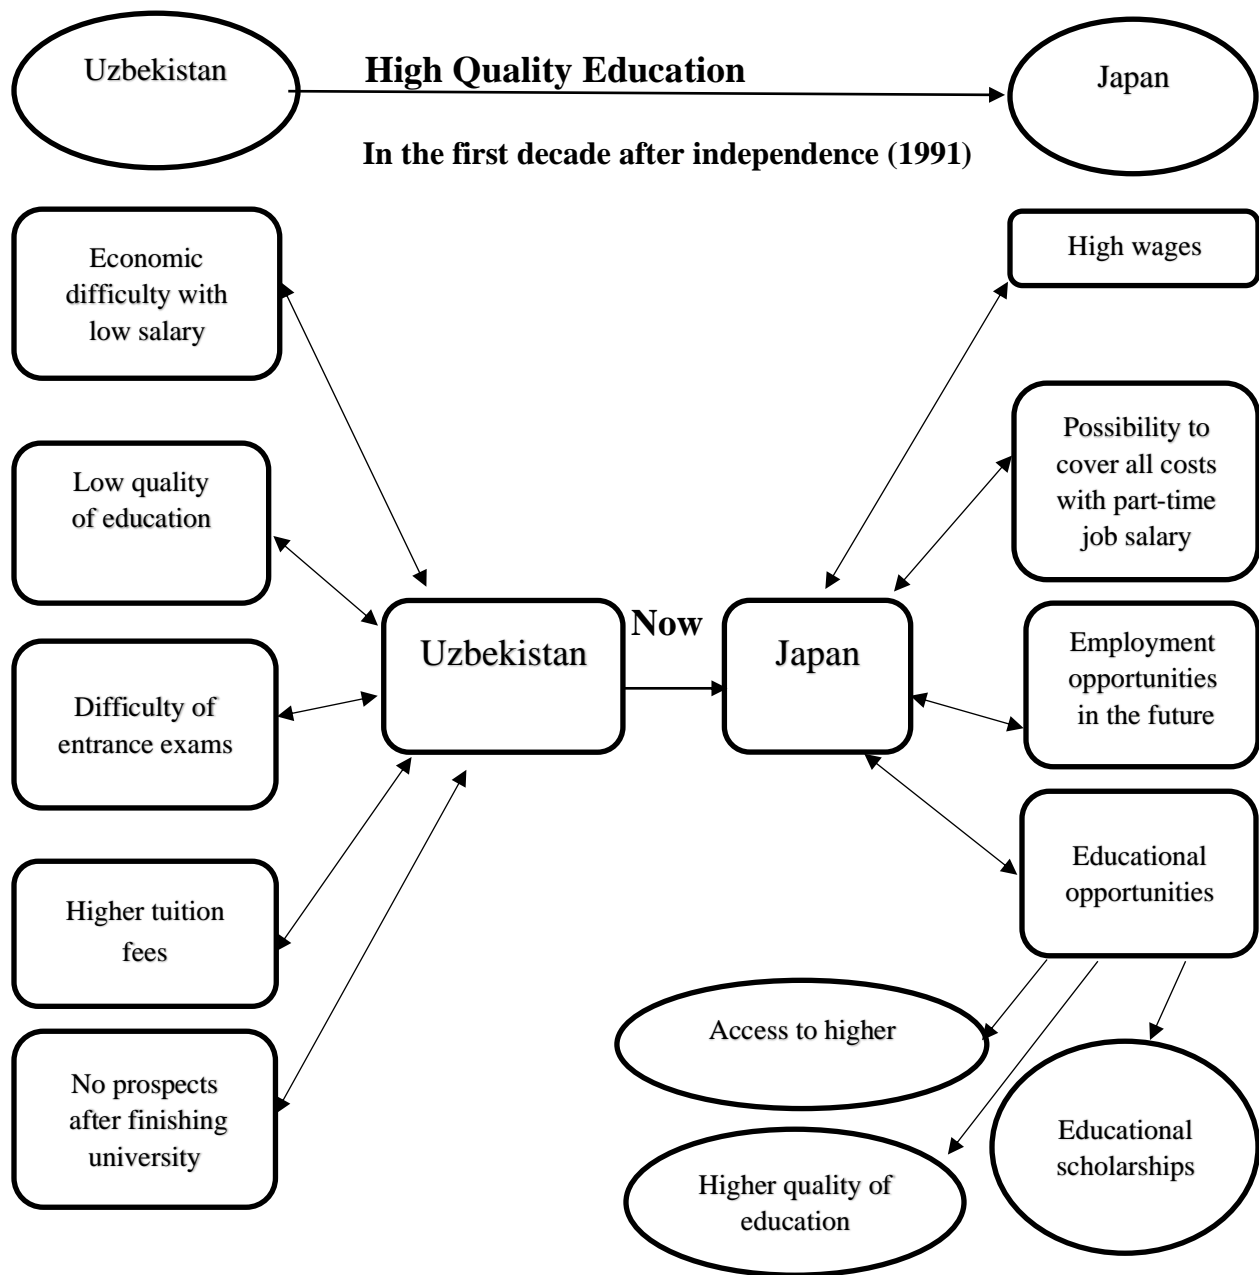 Uzbekistan
High Quality Education
Japan
In the first decade after independence (1991)
Economic
difficulty with
low salary
Low quality
of education
Difficulty of
entrance exams
Higher tuition
fees
No prospects
after finishing
university
Uzbekistan
Now
Japan
High wages
Possibility to
cover all costs
with part-time
job salary
Employment
opportunities
in the future
Educational
opportunities
Access to higher
Higher quality of
education
Educational
scholarships